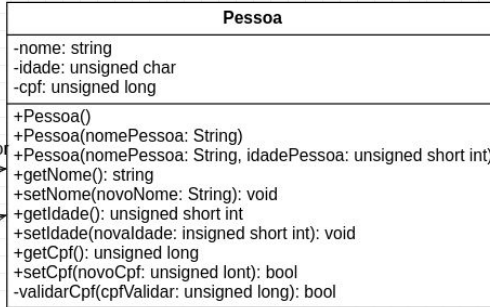 Pessoa
-nome: string
-idade: unsigned char
-cpf: unsigned long
+Pessoa()
+Pessoa(nomePessoa: String)
or
+Pessoa(nomePessoa: String, idadePessoa: unsigned short int)
+getNome(): string
+setNome(novoNome: String): void
+getIdade(): unsigned short int
+setIdade(novaIdade: insigned short int): void
+getCpf(): unsigned long
+setCpf(novoCpf: unsigned lont): bool
-validarCpf(cpfValidar: unsigned long): bool